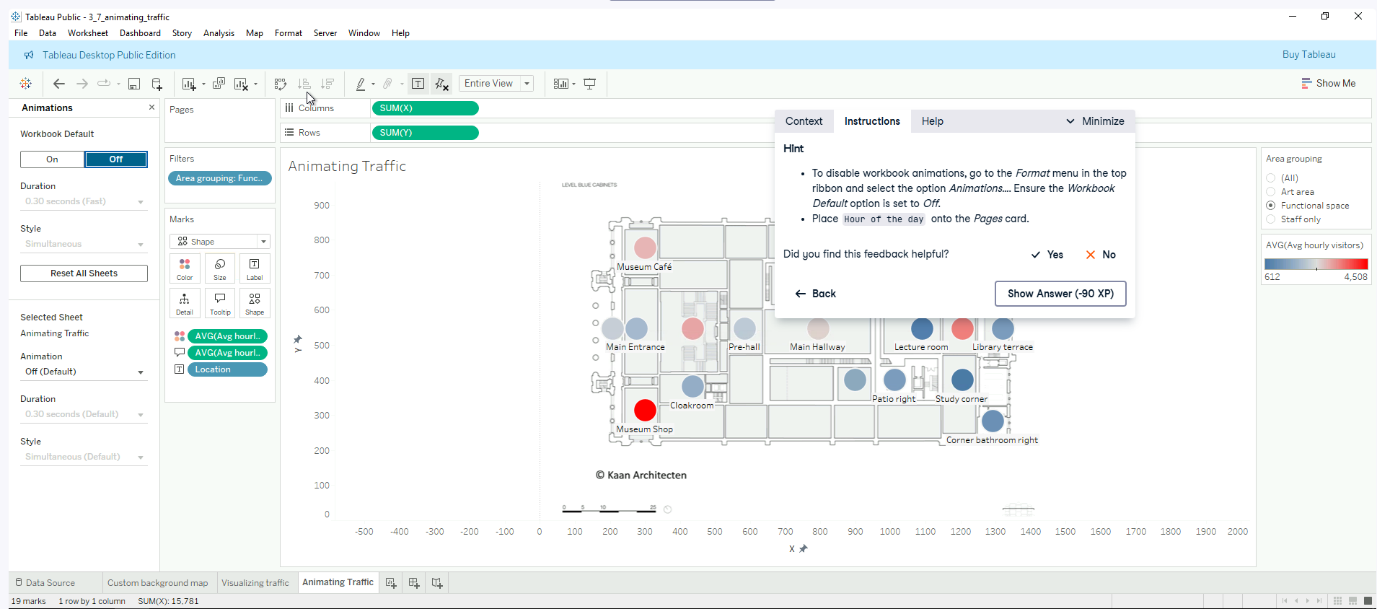 Tableau Public - 3_7_animating_traffic
File Data Worksheet Dashboard Story Analysis Map Format Server Window Help
Tableau Desktop Public Edition
Buy Tableau
Entire View
Show Me
Animations
Workbook Default
On Off
Duration
0.30 seconds (Fast)
Style
Simultaneous
Reset All Sheets
Selected Sheet
Animating Traffic
Animation
Off (Default)
Duration
0.30 seconds (Default)
Style
Simultaneous (Default)
Pages
Filters
Area grouping: Func..
Marks
Shape
Color Size Label
Detail Tooltip Shape
AVG(Avg hourl..
AVG(Avg hourl..
Location
Columns SUM(X)
Rows SUM(Y)
Animating Traffic
LEVEL BLUE CABINETS
900
800
700
600
500
400
300
200
100
0
Y
Museum Café
Main Entrance
Pre-hall
Main Hallway
Lecture room
Library terrace
Cloakroom
Patio right
Study corner
Museum Shop
Corner bathroom right
© Kaan Architecten
0 5 10 25
-500 -400 -300 -200 -100 0 100 200 300 400 500 600 700 800 900 1000 1100 1200 1300 1400 1500 1600 1700 1800 1900 2000
X
Context Instructions Help Minimize
Hint
• To disable workbook animations, go to the Format menu in the top
ribbon and select the option Animations.... Ensure the Workbook
Default option is set to Off.
• Place Hour of the day onto the Pages card.
Did you find this feedback helpful? Yes No
Back
Show Answer (-90 XP)
Area grouping
(All)
Art area
Functional space
Staff only
AVG(Avg hourly visitors)
612 4,508
Data Source Custom background map Visualizing traffic Animating Traffic
19 marks 1 row by 1 column SUM(X): 15,781